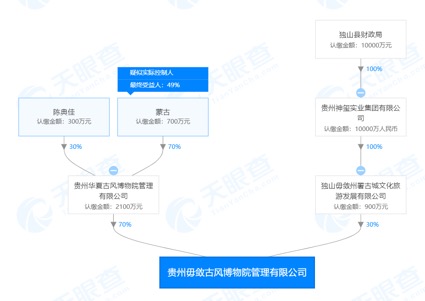 独山县财政局
认缴金额：10000万元
疑似实际控制人
最终受益人：49%
100%
陈典佳
认缴金额：300万元
蒙古
认缴金额：700万元
贵州神玺实业集团有限公
司
认缴金额：10000万人民币
30%
70%
100%
贵州华夏古风博物院管理
有限公司
认缴金额：2100万元
独山毋敛州署古城文化旅
游发展有限公司
认缴金额：900万元
70%
30%
贵州毋敛古风博物院管理有限公司
天眼查